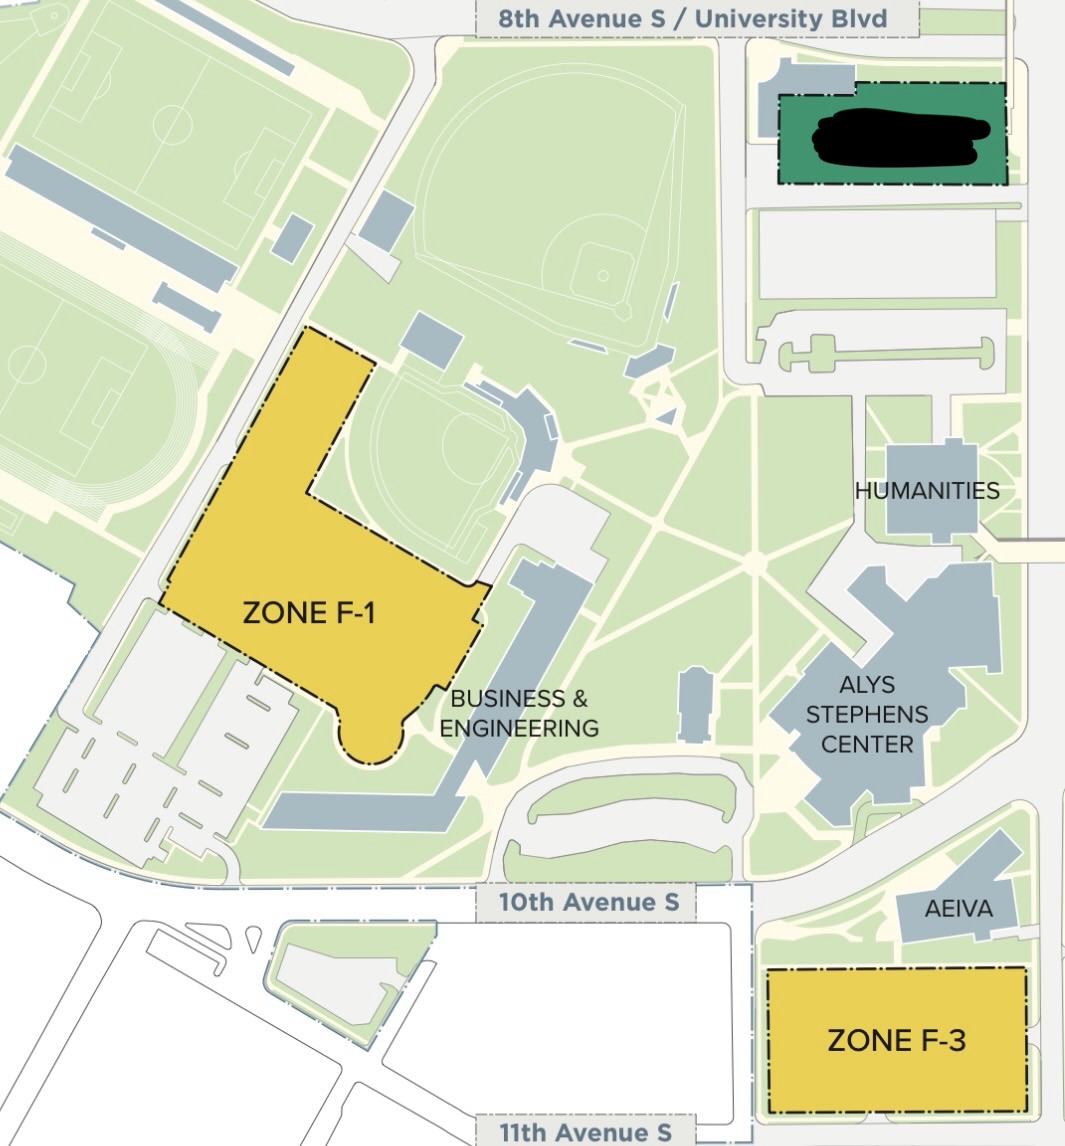 8th Avenue S / University Blvd
HUMANITIES
ZONE F-1
BUSINESS &
ENGINEERING
ALYS
STEPHENS
CENTER
10th Avenue S
AEIVA
ZONE F-3
11th Avenue S